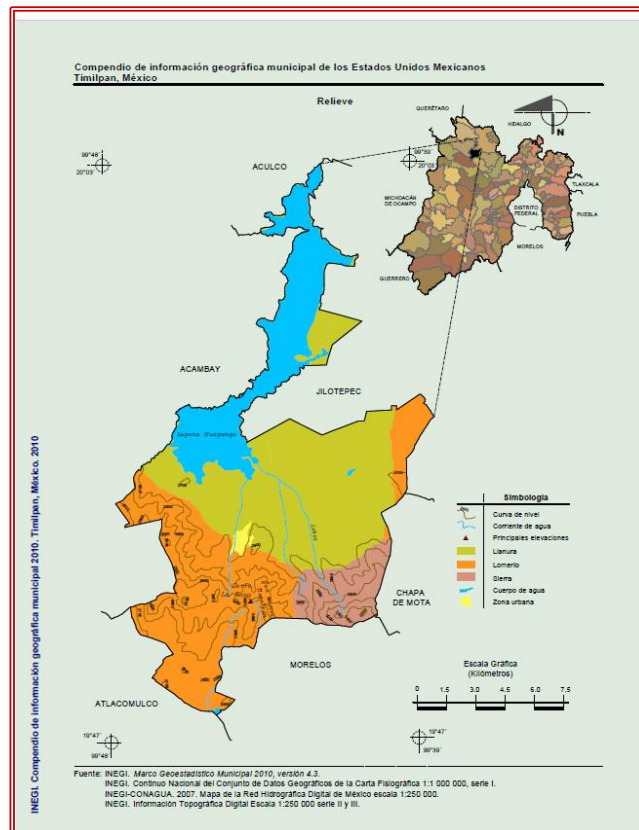 Compendio de información geográfica municipal de los Estados Unidos Mexicanos
Timilpan, México
Relieve
QUERÉTARO
HIDALGO
N
99°48'
20°03'
99°39'
20°03'
ACULCO
MICHOACÁN
DE OCAMPO
TLAXCALA
DISTRITO
FEDERAL
PUEBLA
MORELOS
GUERRERO
ACAMBAY
JILOTEPEC
Laguna Huapango
Simbología
Curva de nivel
Corriente de agua
Principales elevaciones
Llanura
Lomerío
Sierra
Cuerpo de agua
Zona urbana
CHAPA
DE MOTA
MORELOS
ATLACOMULCO
Escala Gráfica
(Kilómetros)
0 1.5 3.0 4.5 6.0 7.5
19°47'
99°48'
19°47'
99°39'
Fuente: INEGI. Marco Geoestadístico Municipal 2010, versión 4.3.
INEGI. Continuo Nacional del Conjunto de Datos Geográficos de la Carta Fisiográfica 1:1 000 000, serie I.
INEGI-CONAGUA. 2007. Mapa de la Red Hidrográfica Digital de México escala 1:250 000.
INEGI. Información Topográfica Digital Escala 1:250 000 serie II y III.
INEGI. Compendio de información geográfica municipal 2010. Timilpan, México. 2010